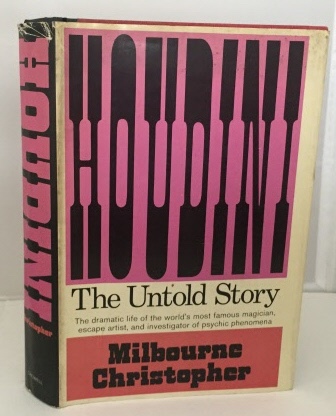 HOUDINI
The Untold Story
The dramatic life of the world's most famous magician,
escape artist, and investigator of psychic phenomena
Milbourne
Christopher
HOUDINI
Christopher